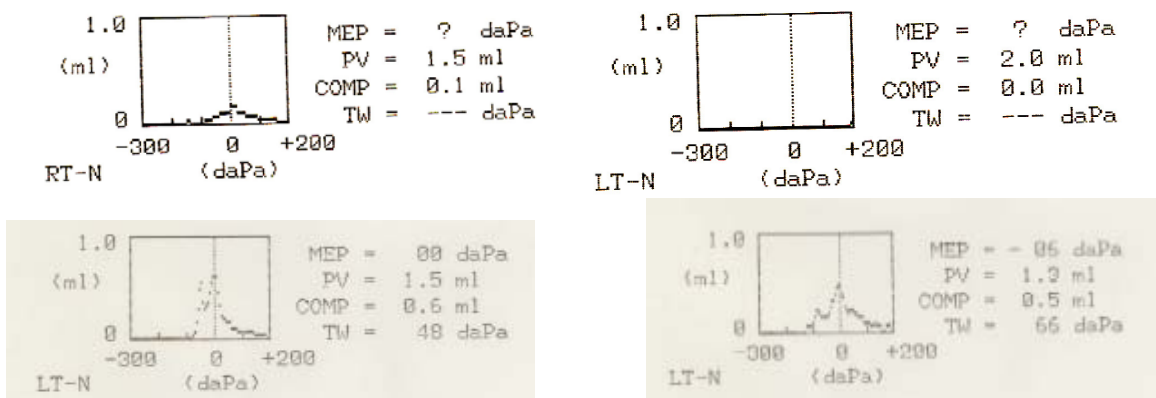 1.0
(ml)
0
-300 0 +200
(daPa)
RT-N
MEP = ? daPa
PV = 1.5 ml
COMP = 0.1 ml
TW = --- daPa
1.0
(ml)
0
-300 0 +200
(daPa)
LT-N
MEP = ? daPa
PV = 2.0 ml
COMP = 0.0 ml
TW = --- daPa
1.0
(ml)
0
-300 0 +200
(daPa)
LT-N
MEP = 00 daPa
PV = 1.5 ml
COMP = 0.6 ml
TW = 48 daPa
1.0
(ml)
0
-300 0 +200
(daPa)
LT-N
MEP = - 06 daPa
PV = 1.3 ml
COMP = 0.5 ml
TW = 66 daPa